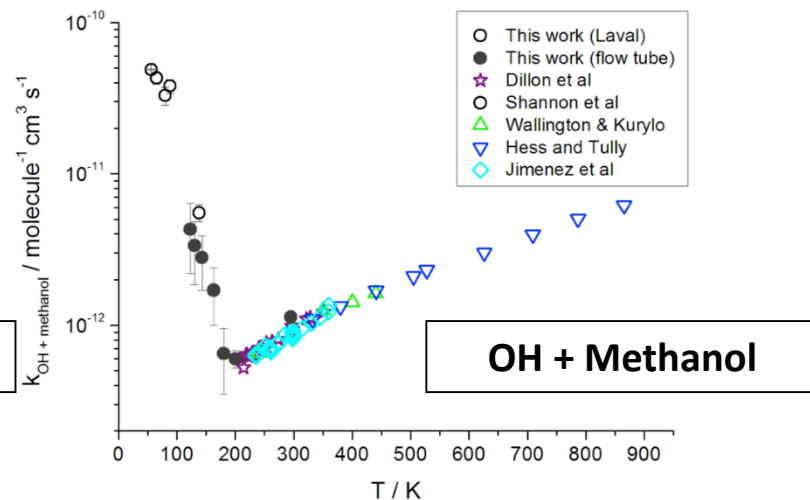 10⁻¹⁰
10⁻¹¹
10⁻¹²
k OH + methanol / molecule⁻¹ cm³ s⁻¹
This work (Laval)
This work (flow tube)
Dillon et al
Shannon et al
Wallington & Kurylo
Hess and Tully
Jimenez et al
OH + Methanol
0 100 200 300 400 500 600 700 800 900
T / K